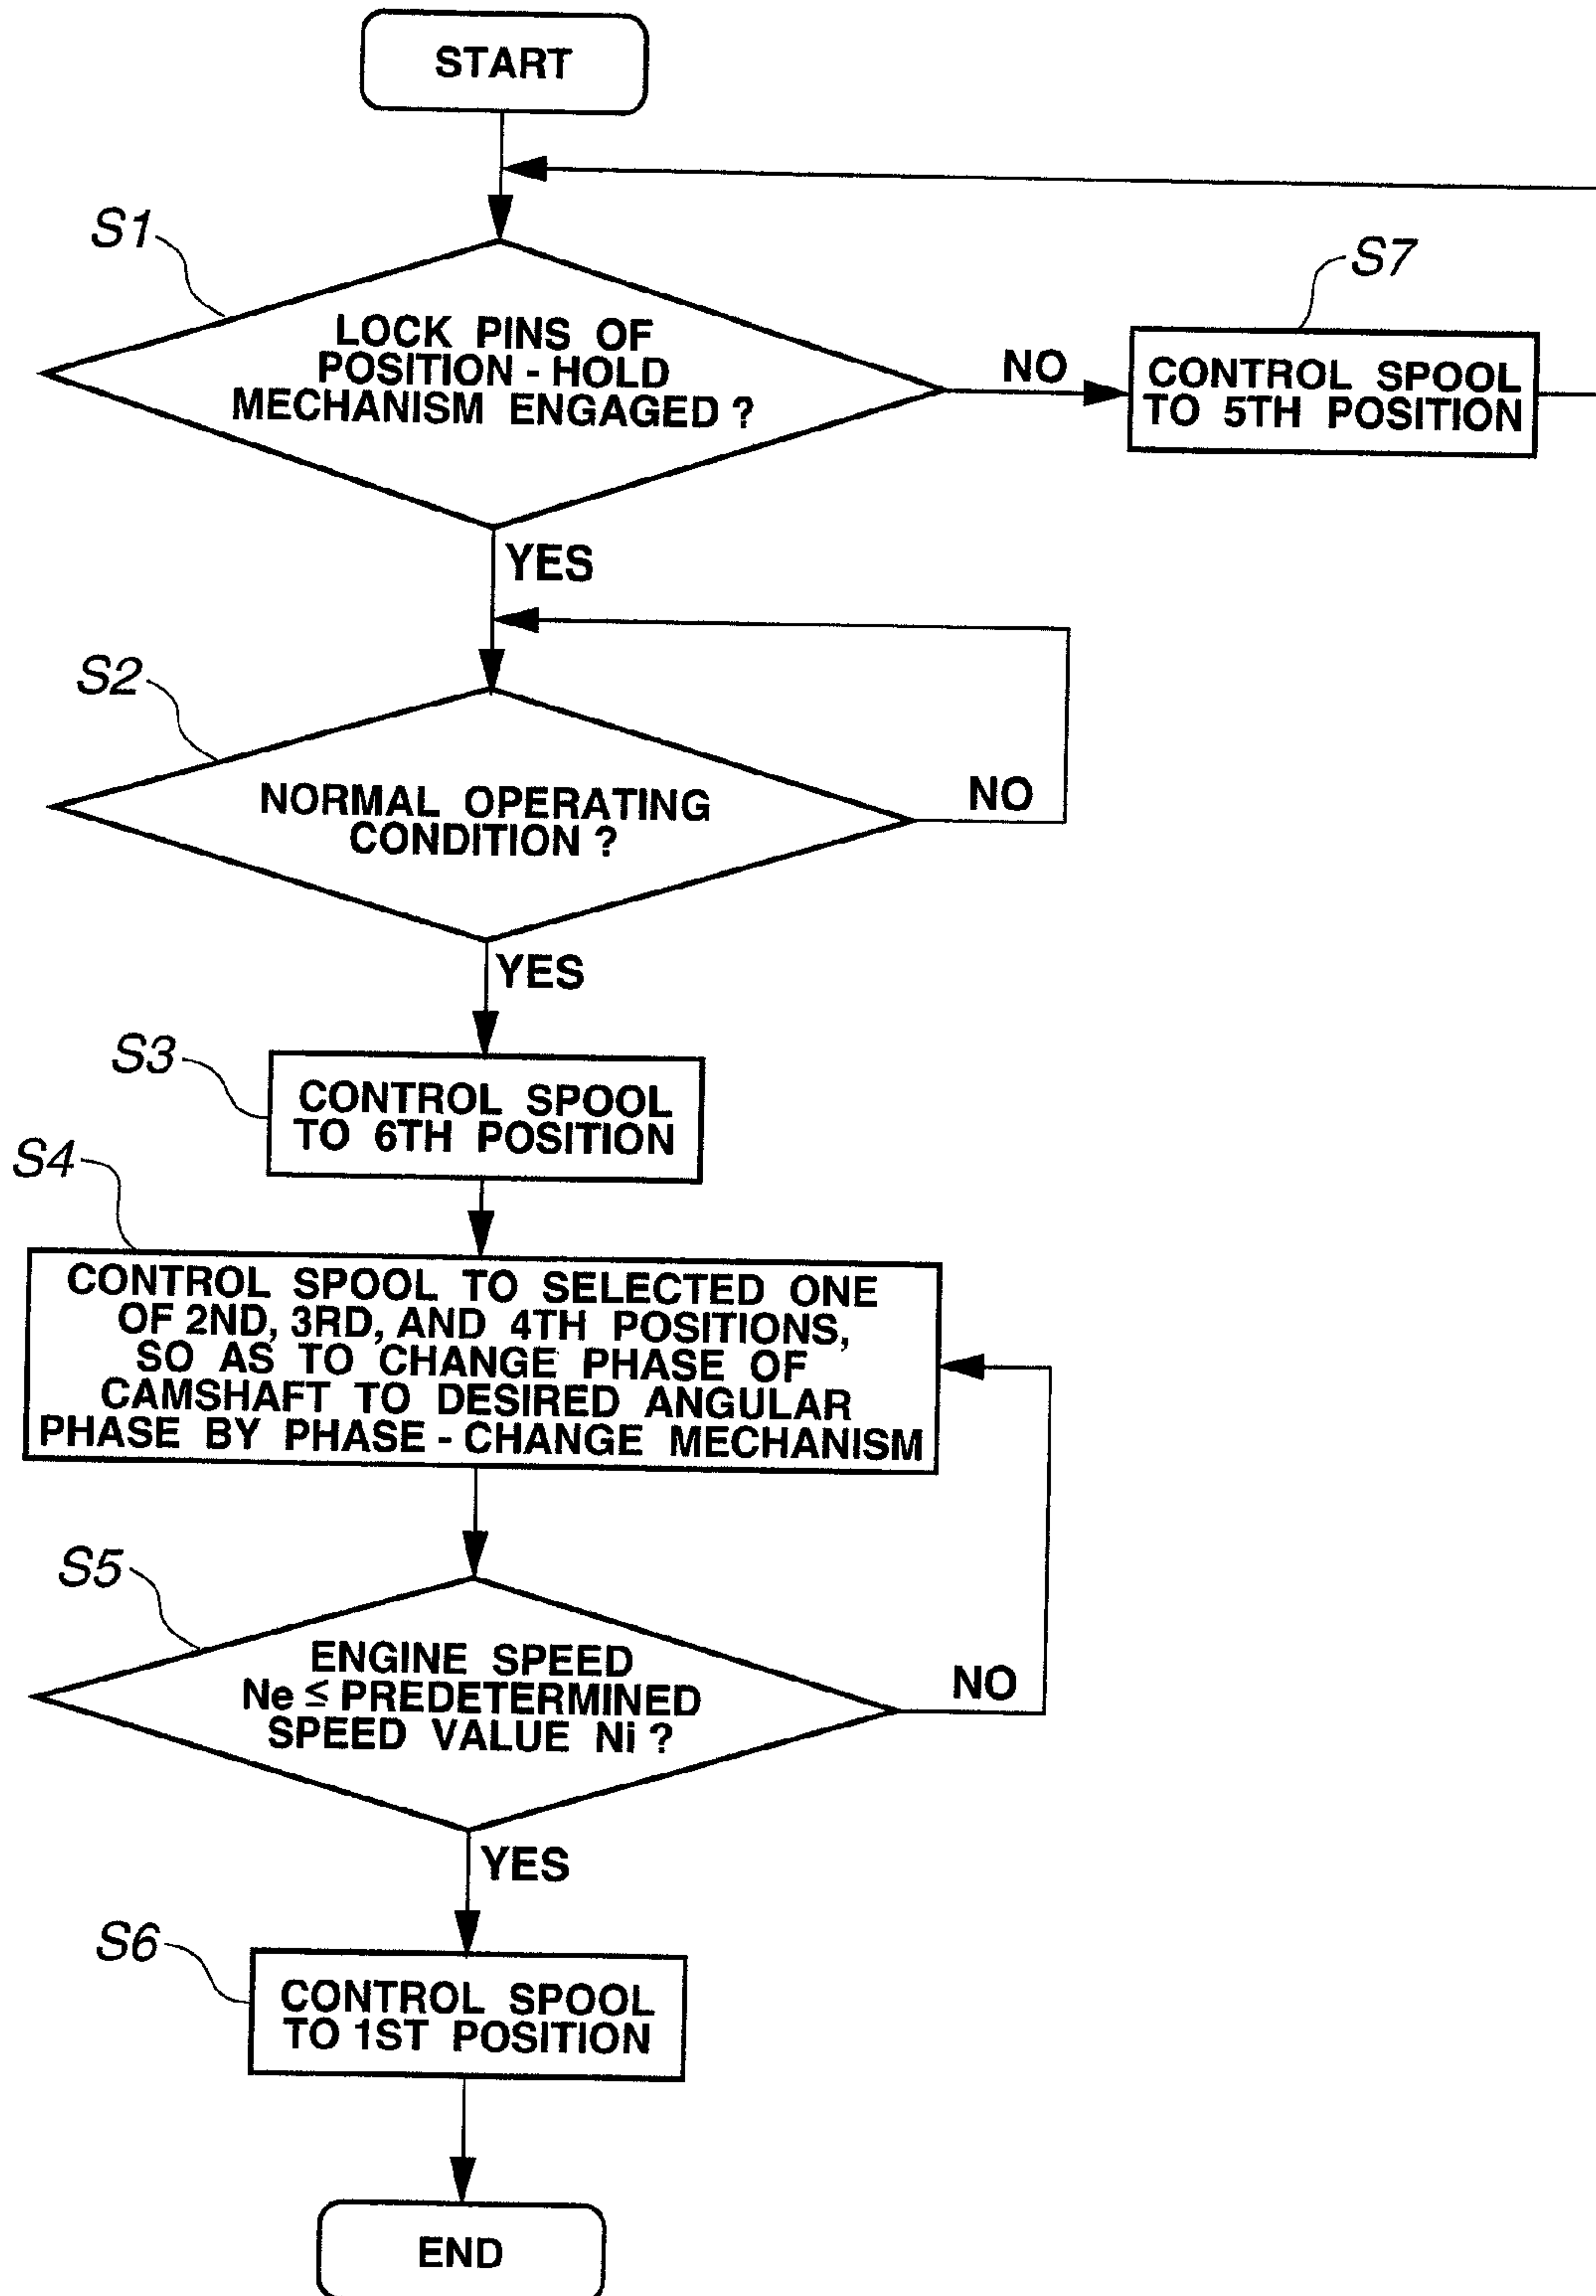 START
S1
LOCK PINS OF
POSITION - HOLD
MECHANISM ENGAGED ?
NO
S7
CONTROL SPOOL
TO 5TH POSITION
YES
S2
NORMAL OPERATING
CONDITION ?
NO
YES
S3
CONTROL SPOOL
TO 6TH POSITION
S4
CONTROL SPOOL TO SELECTED ONE
OF 2ND, 3RD, AND 4TH POSITIONS,
SO AS TO CHANGE PHASE OF
CAMSHAFT TO DESIRED ANGULAR
PHASE BY PHASE - CHANGE MECHANISM
S5
ENGINE SPEED
Ne ≤ PREDETERMINED
SPEED VALUE Ni ?
NO
YES
S6
CONTROL SPOOL
TO 1ST POSITION
END